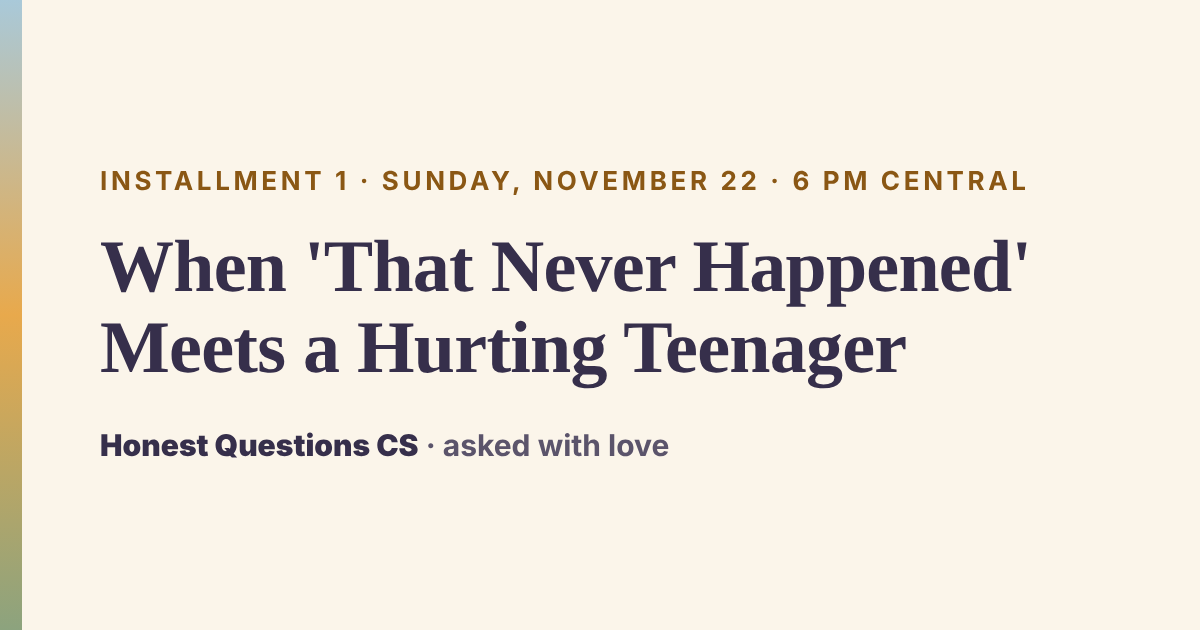 INSTALLMENT 1 · SUNDAY, NOVEMBER 22 · 6 PM CENTRAL
When 'That Never Happened'
Meets a Hurting Teenager
Honest Questions CS · asked with love